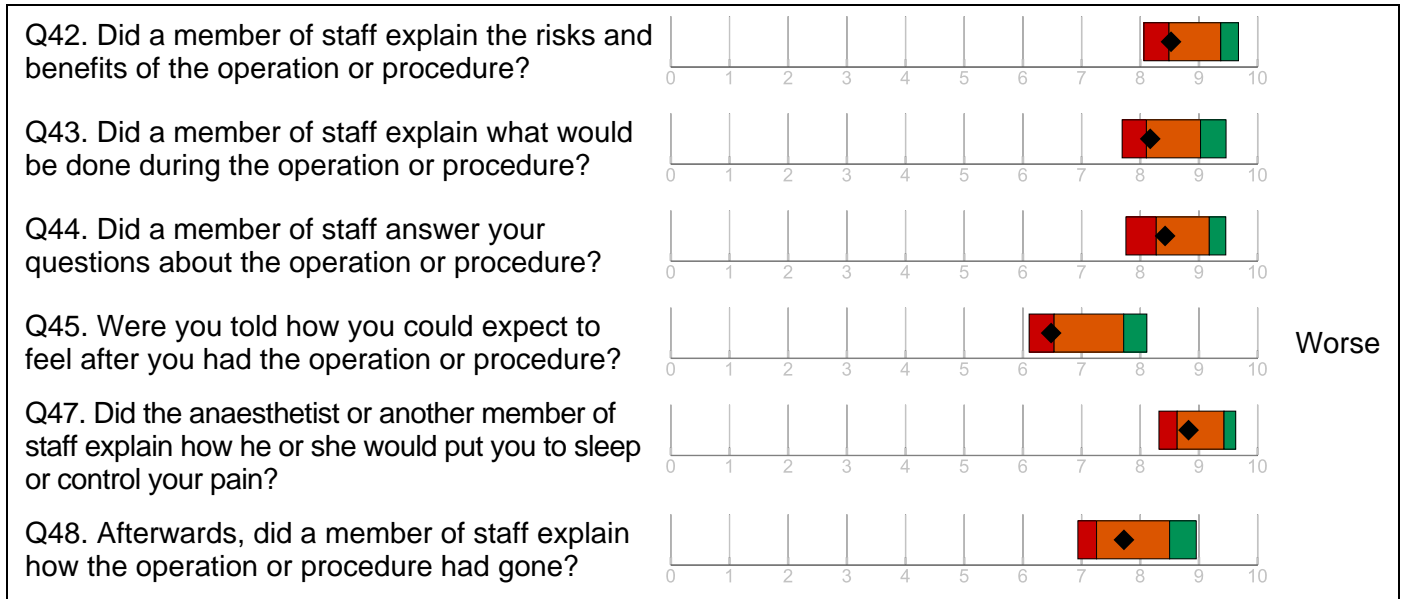 Q42. Did a member of staff explain the risks and
benefits of the operation or procedure?
0 1 2 3 4 5 6 7 8 9 10
Q43. Did a member of staff explain what would
be done during the operation or procedure?
0 1 2 3 4 5 6 7 8 9 10
Q44. Did a member of staff answer your
questions about the operation or procedure?
0 1 2 3 4 5 6 7 8 9 10
Q45. Were you told how you could expect to
feel after you had the operation or procedure?
Worse
0 1 2 3 4 5 6 7 8 9 10
Q47. Did the anaesthetist or another member of
staff explain how he or she would put you to sleep
or control your pain?
0 1 2 3 4 5 6 7 8 9 10
Q48. Afterwards, did a member of staff explain
how the operation or procedure had gone?
0 1 2 3 4 5 6 7 8 9 10